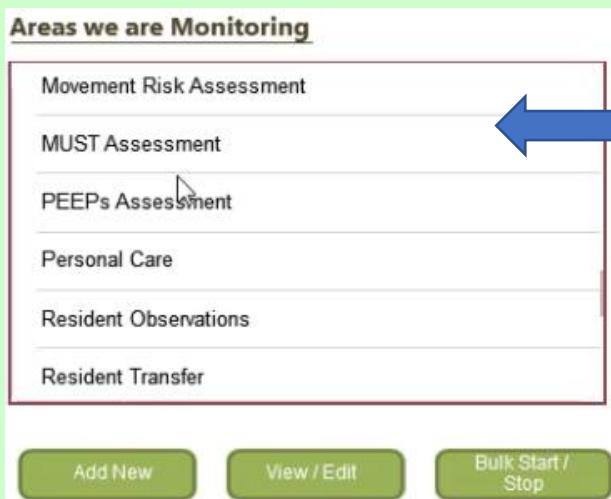 Areas we are Monitoring
Movement Risk Assessment
MUST Assessment
PEEPs Assessment
Personal Care
Resident Observations
Resident Transfer
Add New
View / Edit
Bulk Start /
Stop